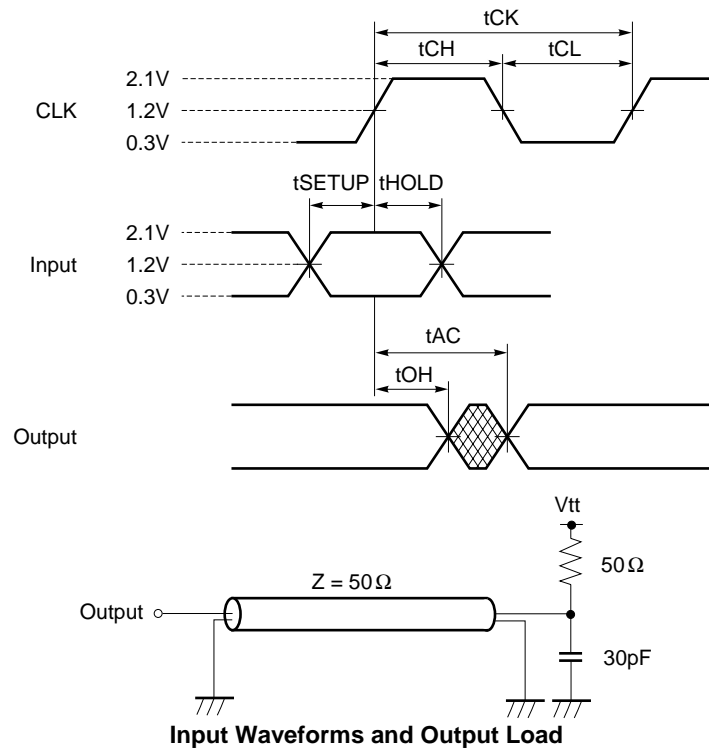 tCK
tCH tCL
2.1V
CLK 1.2V
0.3V
tSETUP tHOLD
2.1V
Input 1.2V
0.3V
tAC
tOH
Output
Vtt
Z = 50Ω 50Ω
Output
30pF
Input Waveforms and Output Load